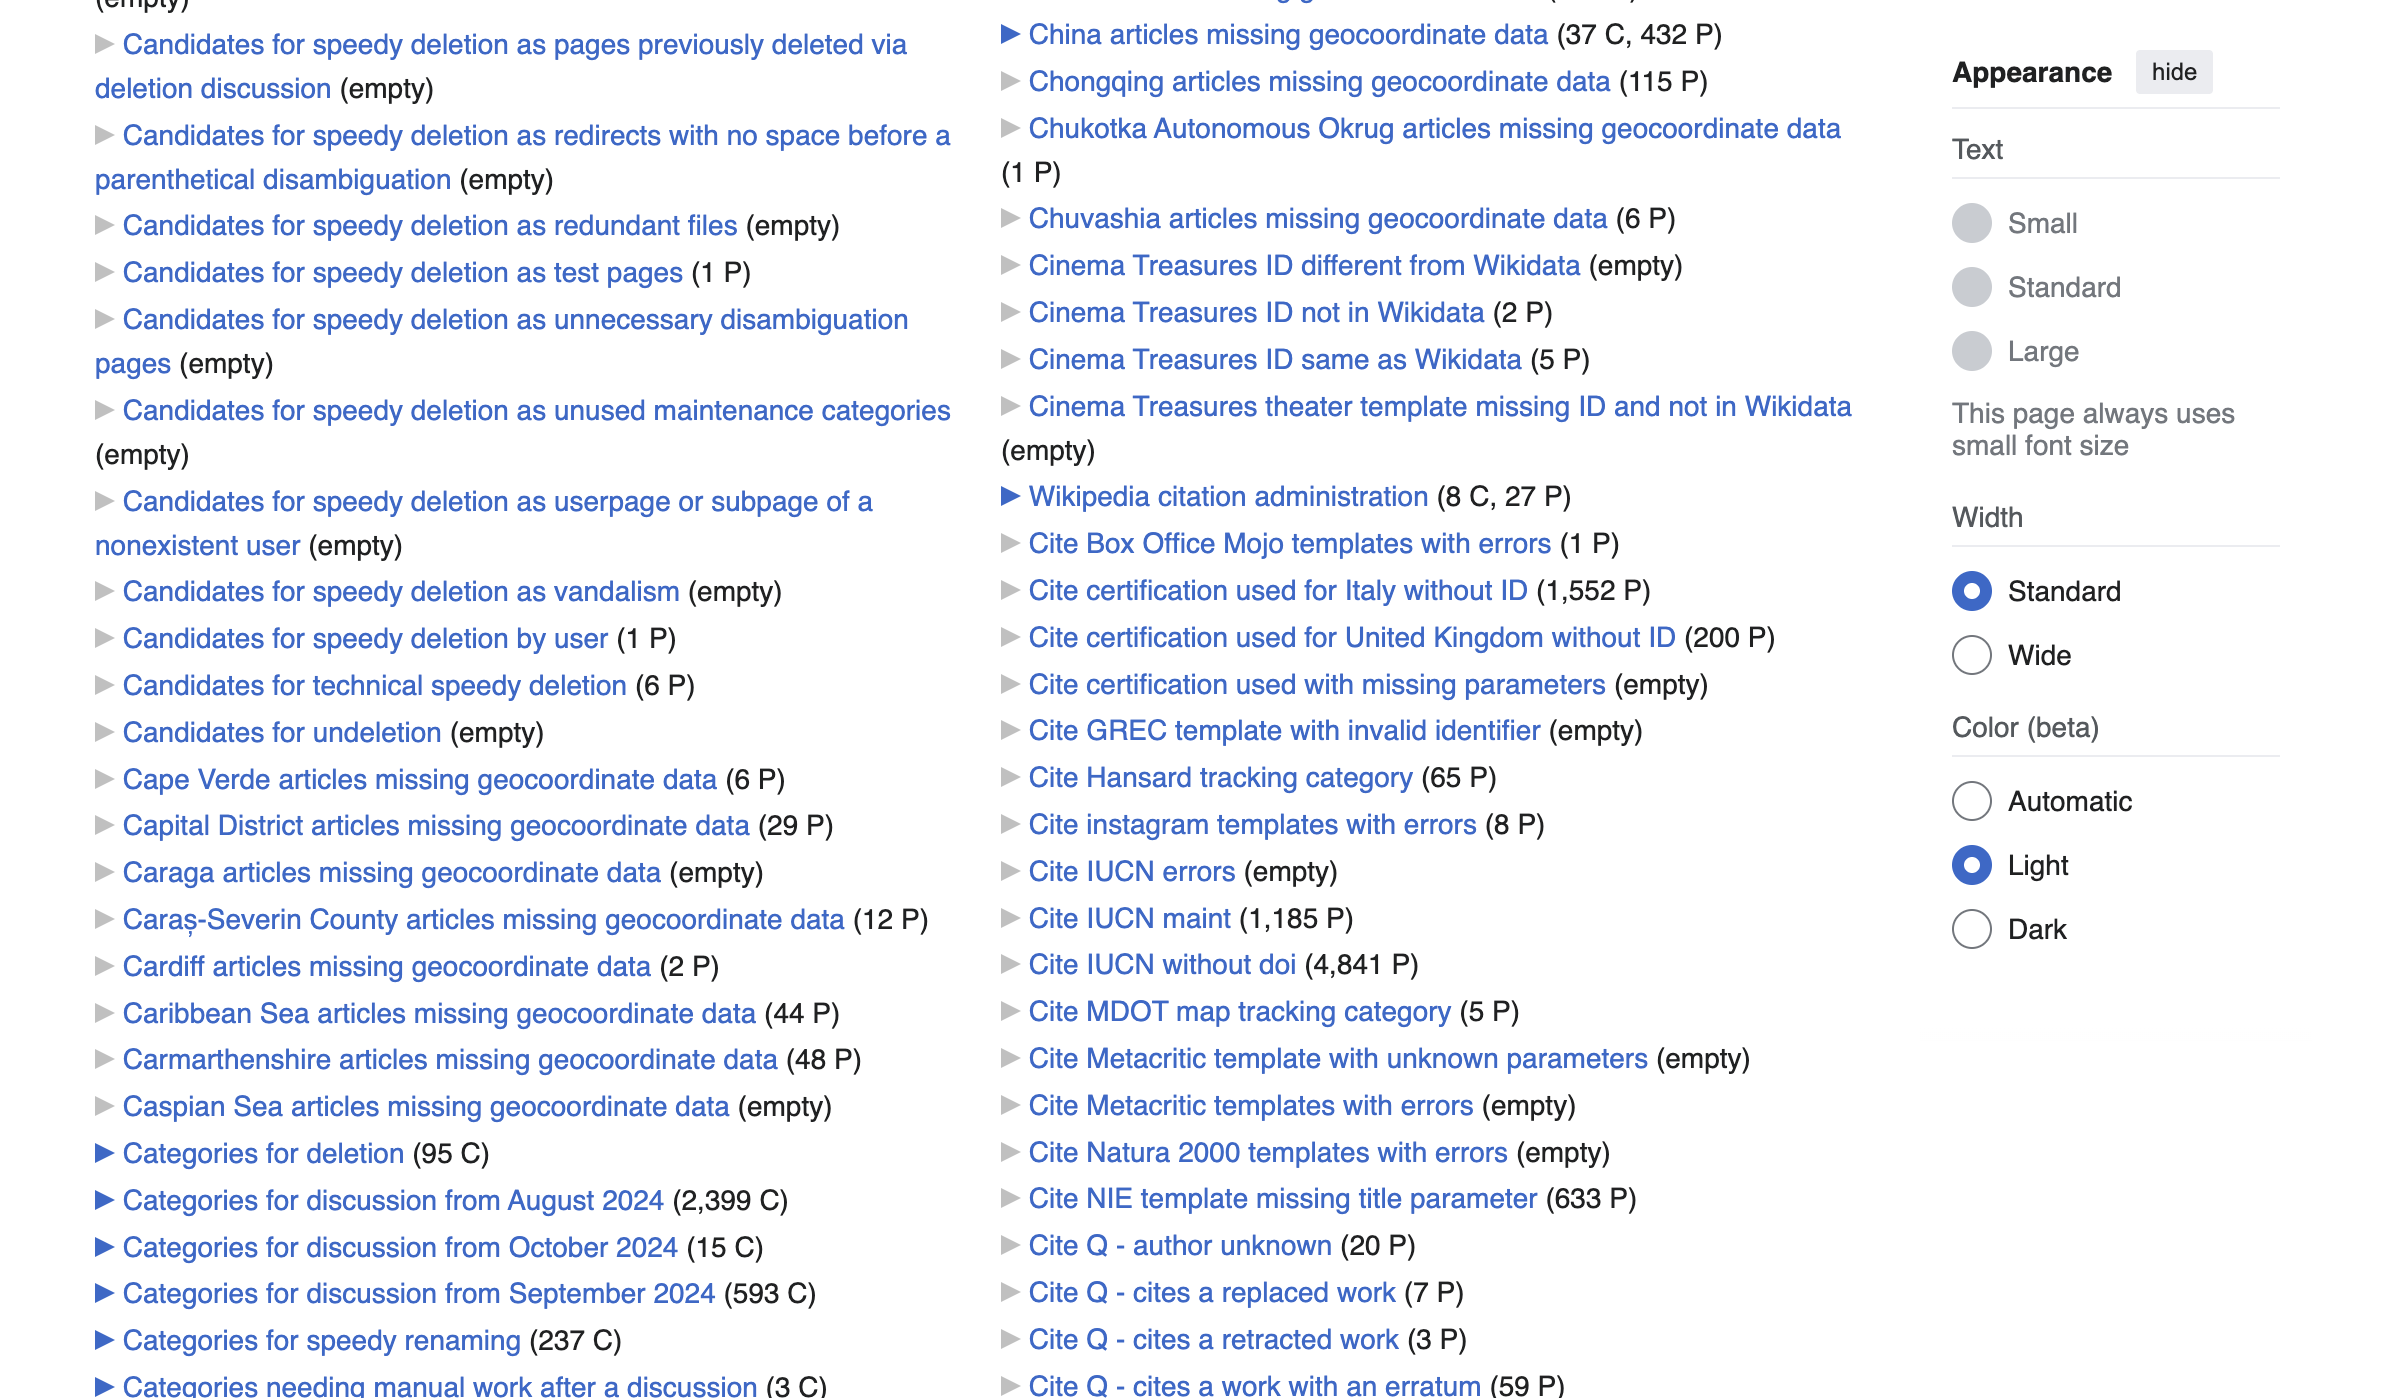 (empty)
Candidates for speedy deletion as pages previously deleted via
deletion discussion (empty)
Candidates for speedy deletion as redirects with no space before a
parenthetical disambiguation (empty)
Candidates for speedy deletion as redundant files (empty)
Candidates for speedy deletion as test pages (1 P)
Candidates for speedy deletion as unnecessary disambiguation
pages (empty)
Candidates for speedy deletion as unused maintenance categories
(empty)
Candidates for speedy deletion as userpage or subpage of a
nonexistent user (empty)
Candidates for speedy deletion as vandalism (empty)
Candidates for speedy deletion by user (1 P)
Candidates for technical speedy deletion (6 P)
Candidates for undeletion (empty)
Cape Verde articles missing geocoordinate data (6 P)
Capital District articles missing geocoordinate data (29 P)
Caraga articles missing geocoordinate data (empty)
Caraș-Severin County articles missing geocoordinate data (12 P)
Cardiff articles missing geocoordinate data (2 P)
Caribbean Sea articles missing geocoordinate data (44 P)
Carmarthenshire articles missing geocoordinate data (48 P)
Caspian Sea articles missing geocoordinate data (empty)
Categories for deletion (95 C)
Categories for discussion from August 2024 (2,399 C)
Categories for discussion from October 2024 (15 C)
Categories for discussion from September 2024 (593 C)
Categories for speedy renaming (237 C)
Categories needing manual work after a discussion (3 C)
China articles missing geocoordinate data (37 C, 432 P)
Chongqing articles missing geocoordinate data (115 P)
Chukotka Autonomous Okrug articles missing geocoordinate data
(1 P)
Chuvashia articles missing geocoordinate data (6 P)
Cinema Treasures ID different from Wikidata (empty)
Cinema Treasures ID not in Wikidata (2 P)
Cinema Treasures ID same as Wikidata (5 P)
Cinema Treasures theater template missing ID and not in Wikidata
(empty)
Wikipedia citation administration (8 C, 27 P)
Cite Box Office Mojo templates with errors (1 P)
Cite certification used for Italy without ID (1,552 P)
Cite certification used for United Kingdom without ID (200 P)
Cite certification used with missing parameters (empty)
Cite GREC template with invalid identifier (empty)
Cite Hansard tracking category (65 P)
Cite instagram templates with errors (8 P)
Cite IUCN errors (empty)
Cite IUCN maint (1,185 P)
Cite IUCN without doi (4,841 P)
Cite MDOT map tracking category (5 P)
Cite Metacritic template with unknown parameters (empty)
Cite Metacritic templates with errors (empty)
Cite Natura 2000 templates with errors (empty)
Cite NIE template missing title parameter (633 P)
Cite Q - author unknown (20 P)
Cite Q - cites a replaced work (7 P)
Cite Q - cites a retracted work (3 P)
Cite Q - cites a work with an erratum (59 P)
Appearance hide
Text
Small
Standard
Large
This page always uses
small font size
Width
Standard
Wide
Color (beta)
Automatic
Light
Dark